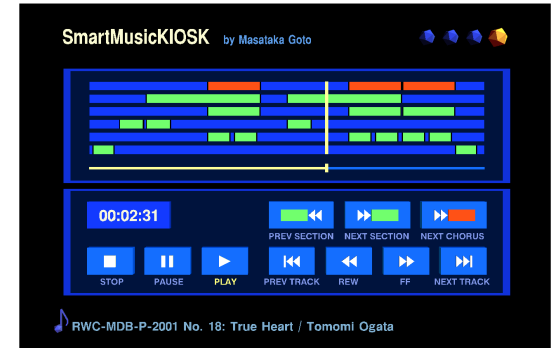 SmartMusicKIOSK by Masataka Goto
00:02:31
PREV SECTION NEXT SECTION NEXT CHORUS
STOP PAUSE PLAY PREV TRACK REW FF NEXT TRACK
RWC-MDB-P-2001 No. 18: True Heart / Tomomi Ogata